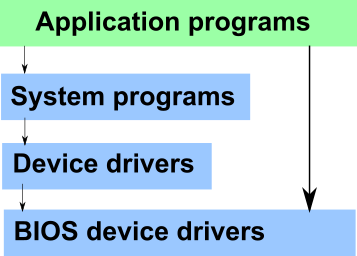 Application programs
System programs
Device drivers
BIOS device drivers